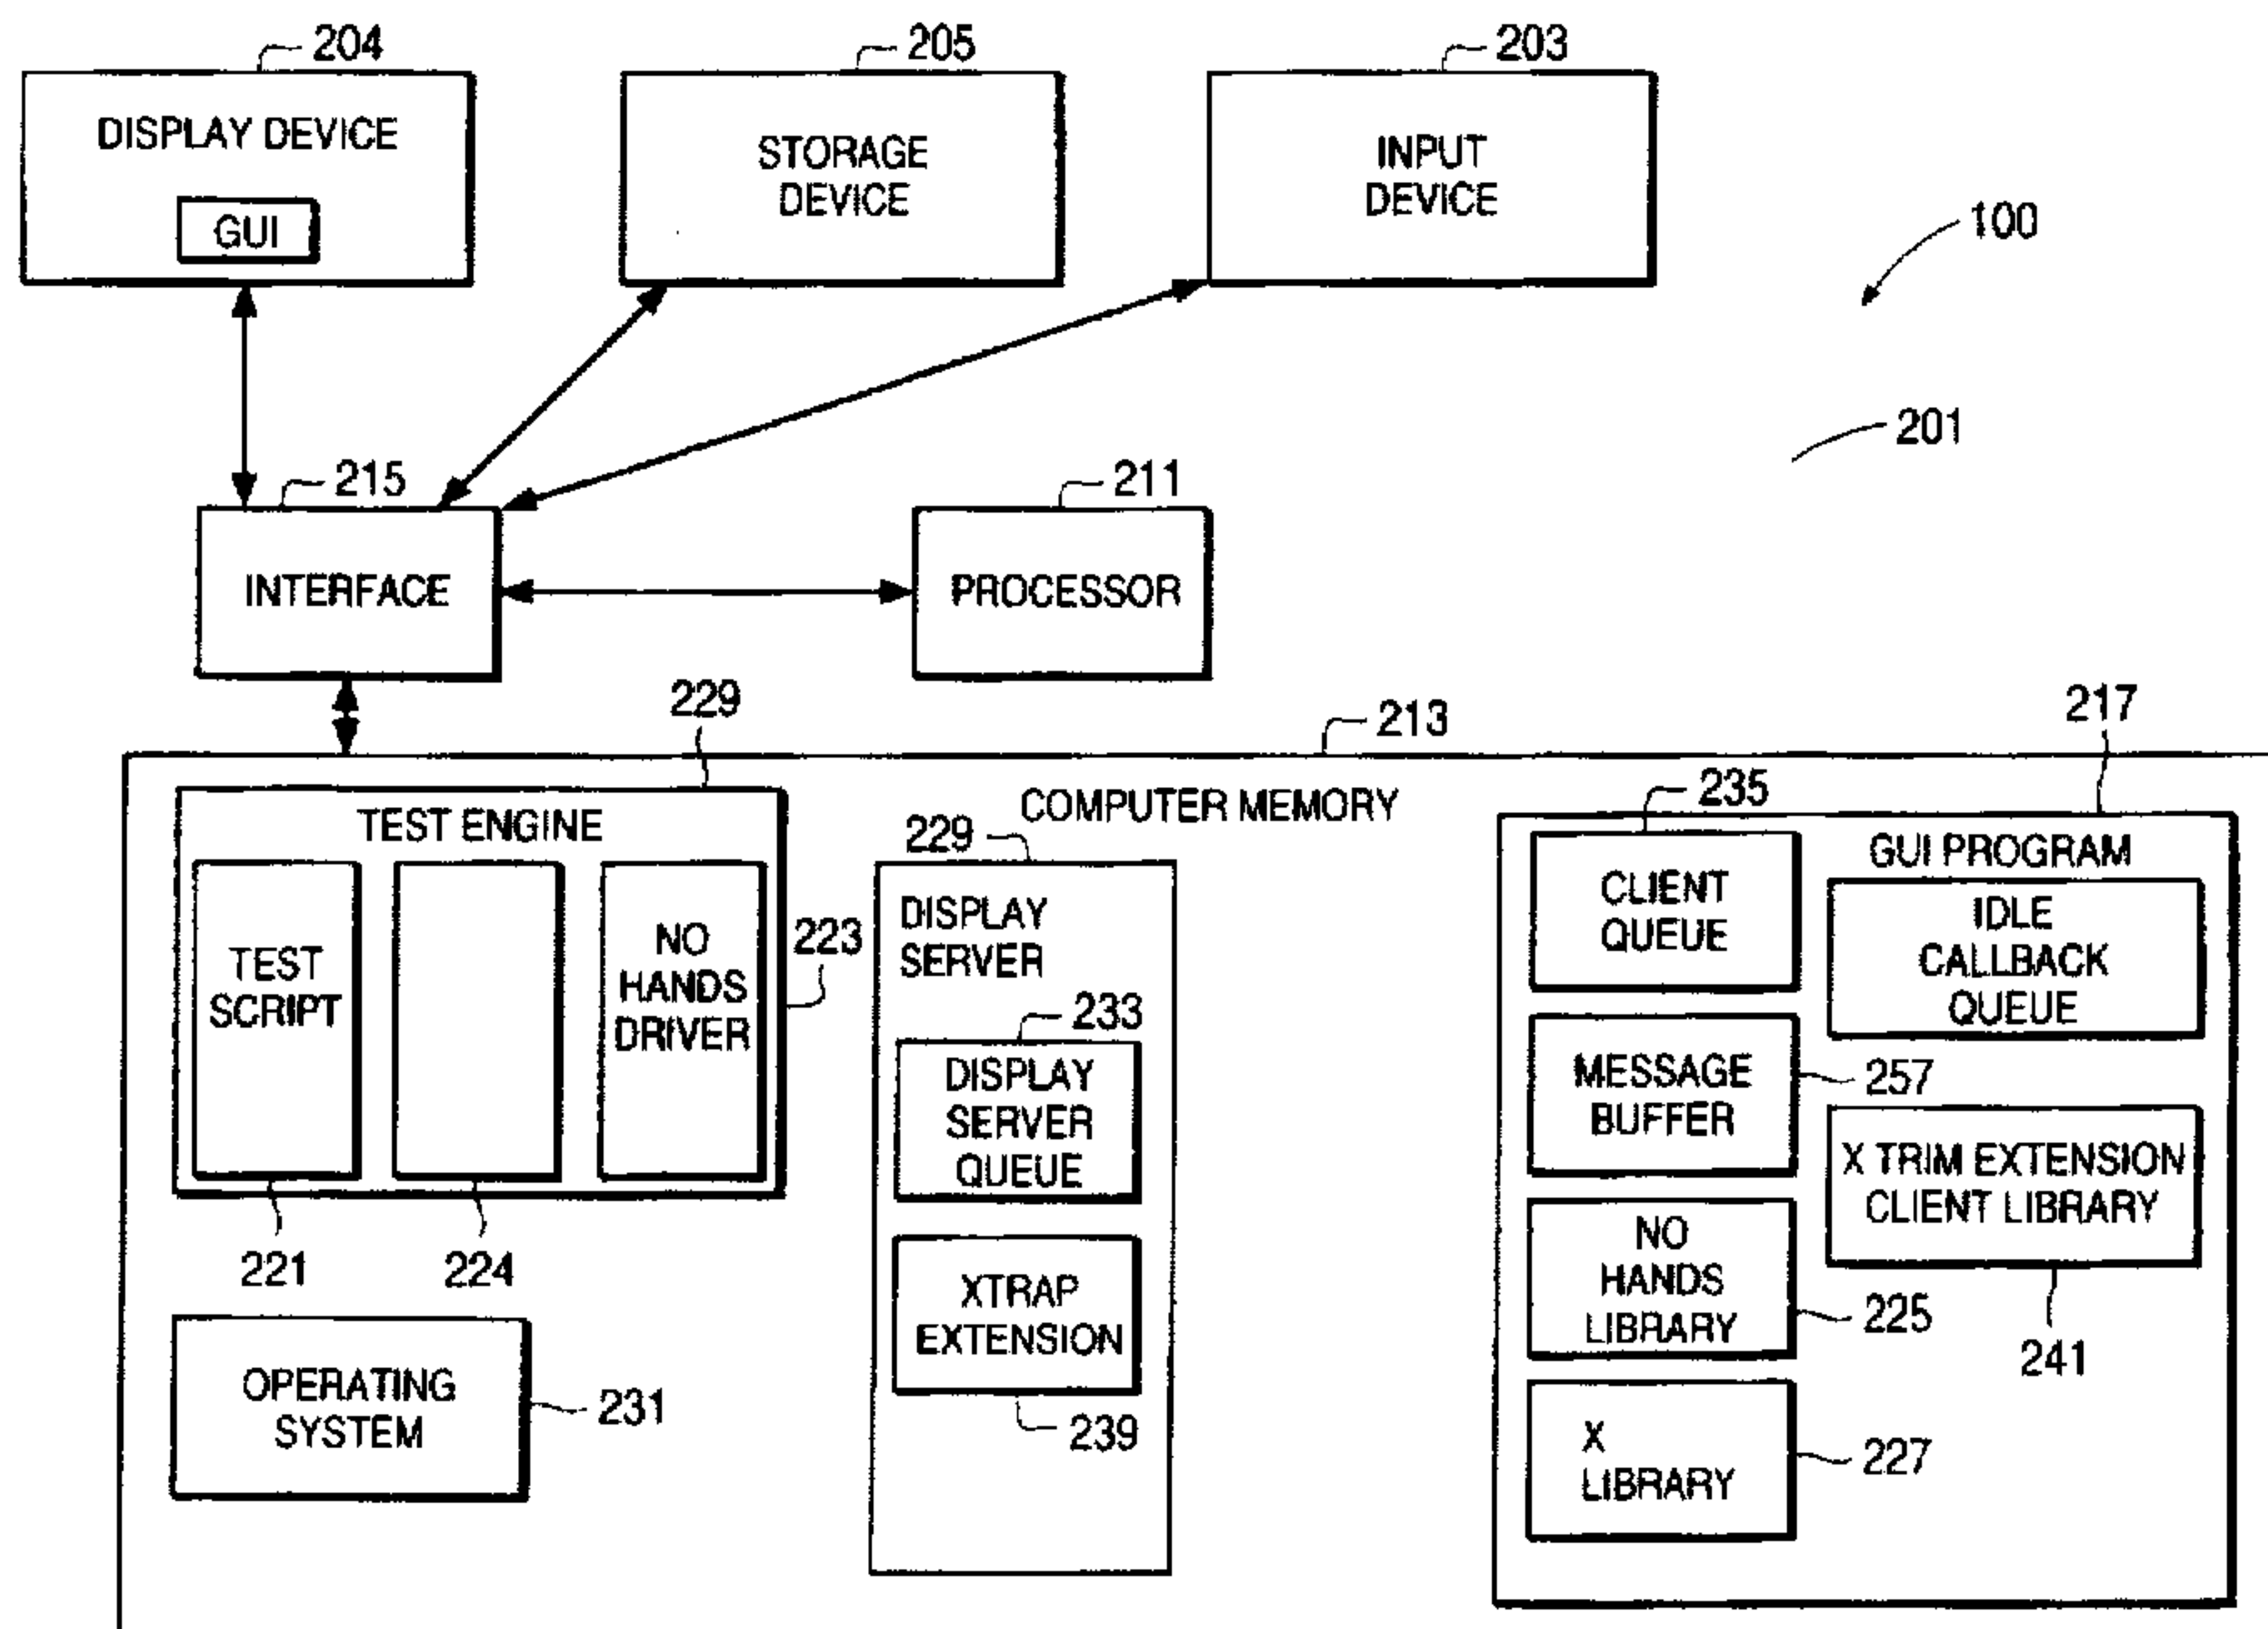 204
205
203
DISPLAY DEVICE
GUI
STORAGE
DEVICE
INPUT
DEVICE
100
201
215
211
INTERFACE
PROCESSOR
229
213
217
COMPUTER MEMORY
TEST ENGINE
TEST
SCRIPT
NO
HANDS
DRIVER
223
221
224
229
DISPLAY
SERVER
233
DISPLAY
SERVER
QUEUE
XTRAP
EXTENSION
239
OPERATING
SYSTEM
231
235
GUI PROGRAM
CLIENT
QUEUE
IDLE
CALLBACK
QUEUE
MESSAGE
BUFFER
257
X TRIM EXTENSION
CLIENT LIBRARY
241
NO
HANDS
LIBRARY
225
X
LIBRARY
227